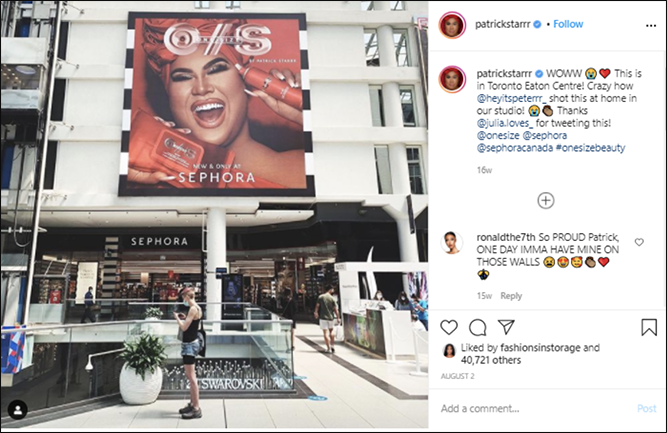 O//S
ONE/SIZE
BY PATRICK STARRR
NEW & ONLY AT
SEPHORA
SEPHORA
SWAROVSKI
patrickstarrr • Follow
...
patrickstarrr WOWW 😭❤️ This is
in Toronto Eaton Centre! Crazy how
@heyitspeterrr_ shot this at home in
our studio! 😭👏🏾 Thanks
@julia.loves_ for tweeting this!
@onesize @sephora
@sephoracanada #onesizebeauty
16w
ronaldthe7th So PROUD Patrick,
ONE DAY IMMA HAVE MINE ON
THOSE WALLS
15w Reply
Liked by fashionsinstorage and
40,721 others
AUGUST 2
Add a comment...
Post